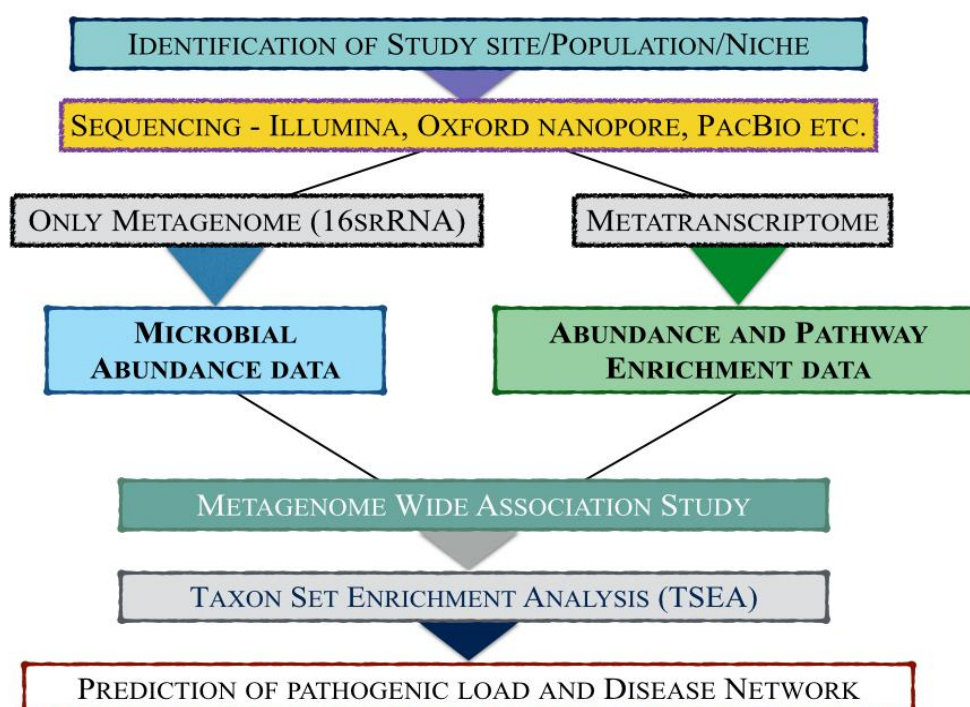 Identification of Study site/Population/Niche
Sequencing - Illumina, Oxford nanopore, PacBio etc.
Only Metagenome (16srRNA)
Metatranscriptome
Microbial
Abundance data
Abundance and Pathway
Enrichment data
Metagenome Wide Association Study
Taxon Set Enrichment Analysis (TSEA)
Prediction of pathogenic load and Disease Network